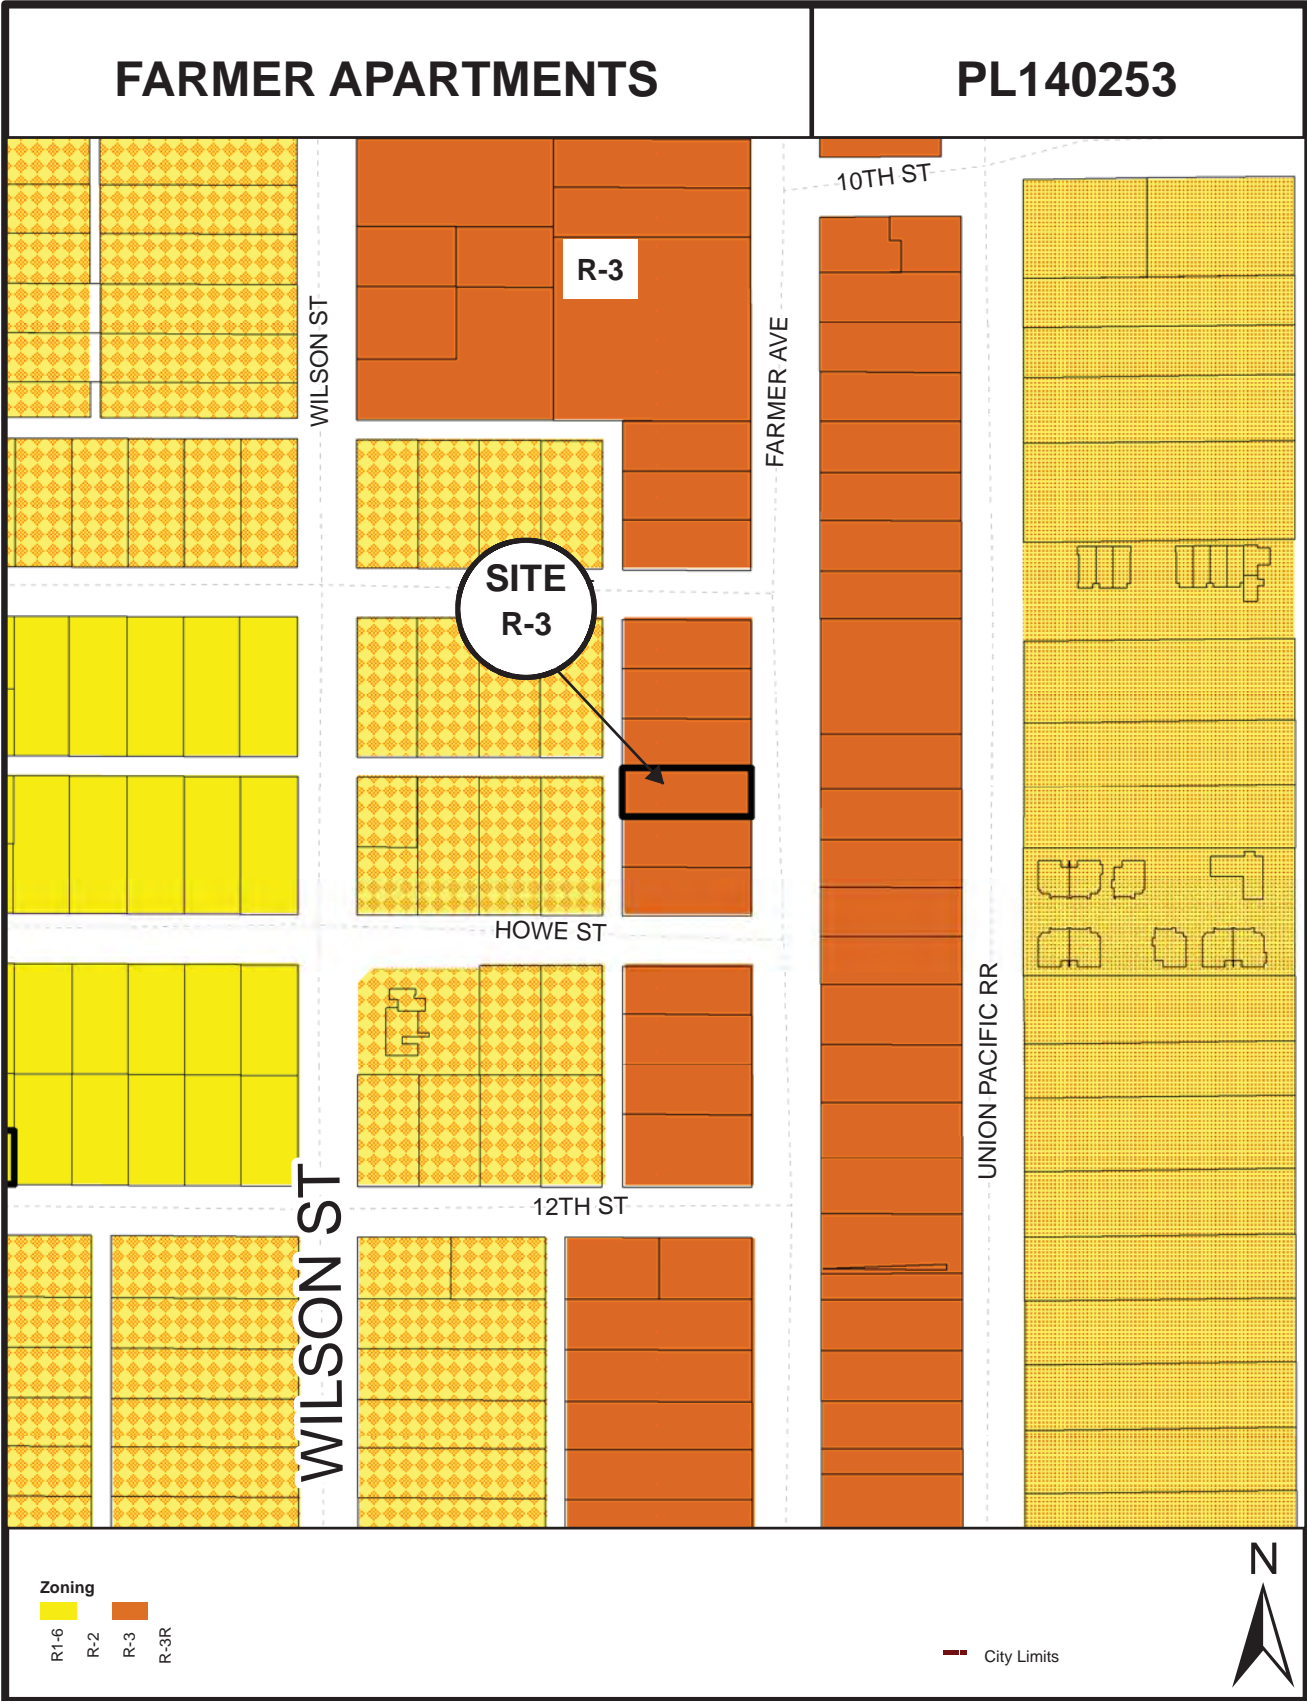 FARMER APARTMENTS
PL140253
10TH ST
R-3
WILSON ST
FARMER AVE
SITE
R-3
HOWE ST
UNION PACIFIC RR
12TH ST
WILSON ST
N
Zoning
R1-6
R-2
R-3
R-3R
City Limits